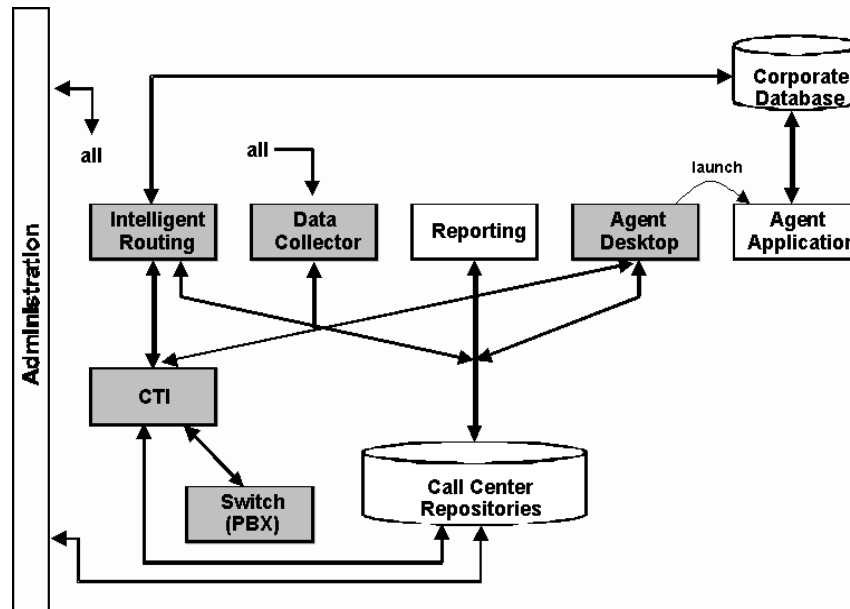 Administration
all
all
Corporate
Database
launch
Intelligent
Routing
Data
Collector
Reporting
Agent
Desktop
Agent
Application
CTI
Switch
(PBX)
Call Center
Repositories